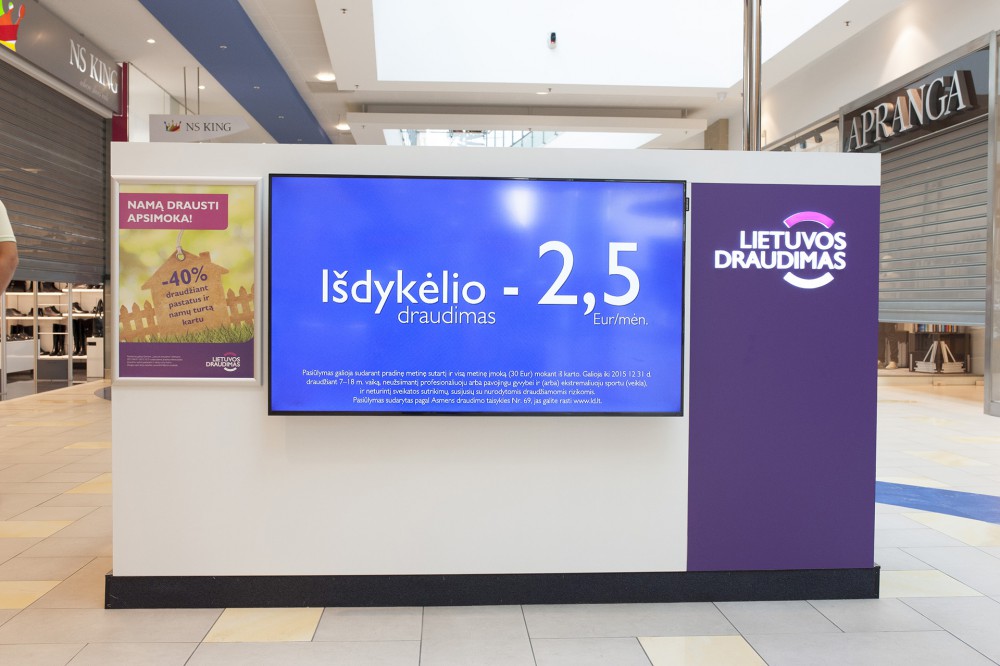 NS KING
NS KING
APRANGA
NAMĄ DRAUSTI
APSIMOKA!
-40%
draudžiant
pastatus ir
namų turtą
kartu
LIETUVOS
DRAUDIMAS
Išdykėlio - 2,5
draudimas
Eur/mėn.
Pasiūlymas galioja sudarant pradinę metinę sutartį ir visą metinę įmoką (30 Eur) mokant iš karto. Galioja iki 2015 12 31 d.
draudžiant 7–18 m. vaiką, neužsiimantį profesionaliuoju arba pavojingu gyvybei ir (arba) ekstremaliuoju sportu (veikla),
ir neturintį sveikatos sutrikimų, susijusių su nurodytomis draudžiamomis rizikomis.
Pasiūlymas sudarytas pagal Asmens draudimo taisykles Nr. 69, jas galite rasti www.ld.lt.
LIETUVOS
DRAUDIMAS